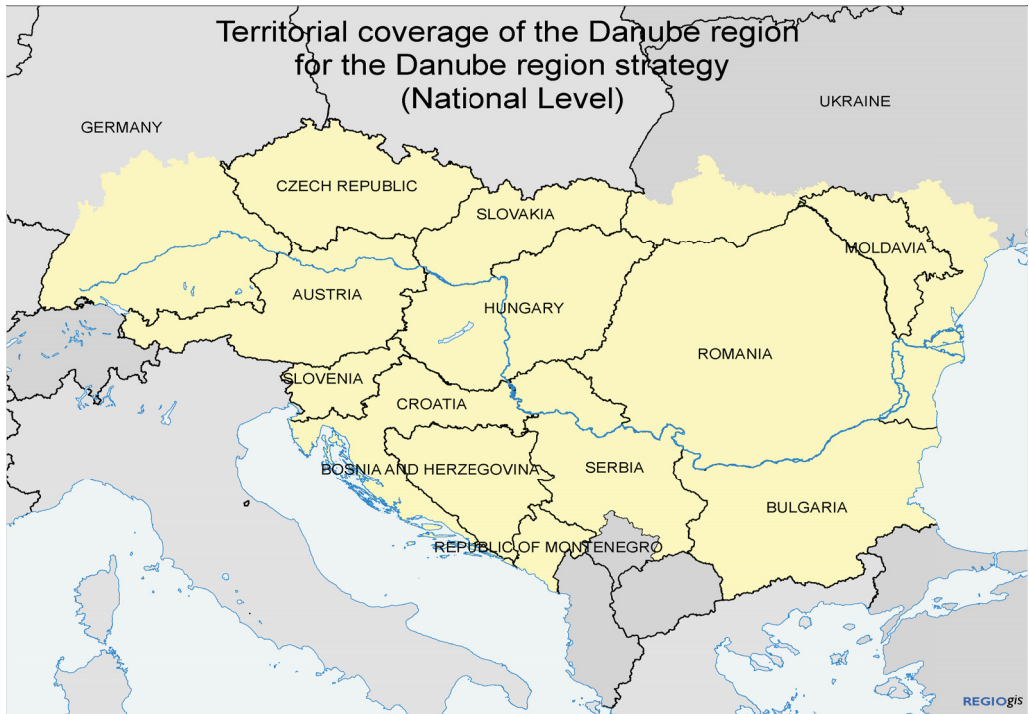 Territorial coverage of the Danube region
for the Danube region strategy
(National Level)
UKRAINE
GERMANY
CZECH REPUBLIC
SLOVAKIA
MOLDAVIA
AUSTRIA
HUNGARY
ROMANIA
SLOVENIA
CROATIA
BOSNIA AND HERZEGOVINA
SERBIA
BULGARIA
REPUBLIC OF MONTENEGRO
REGIOgis